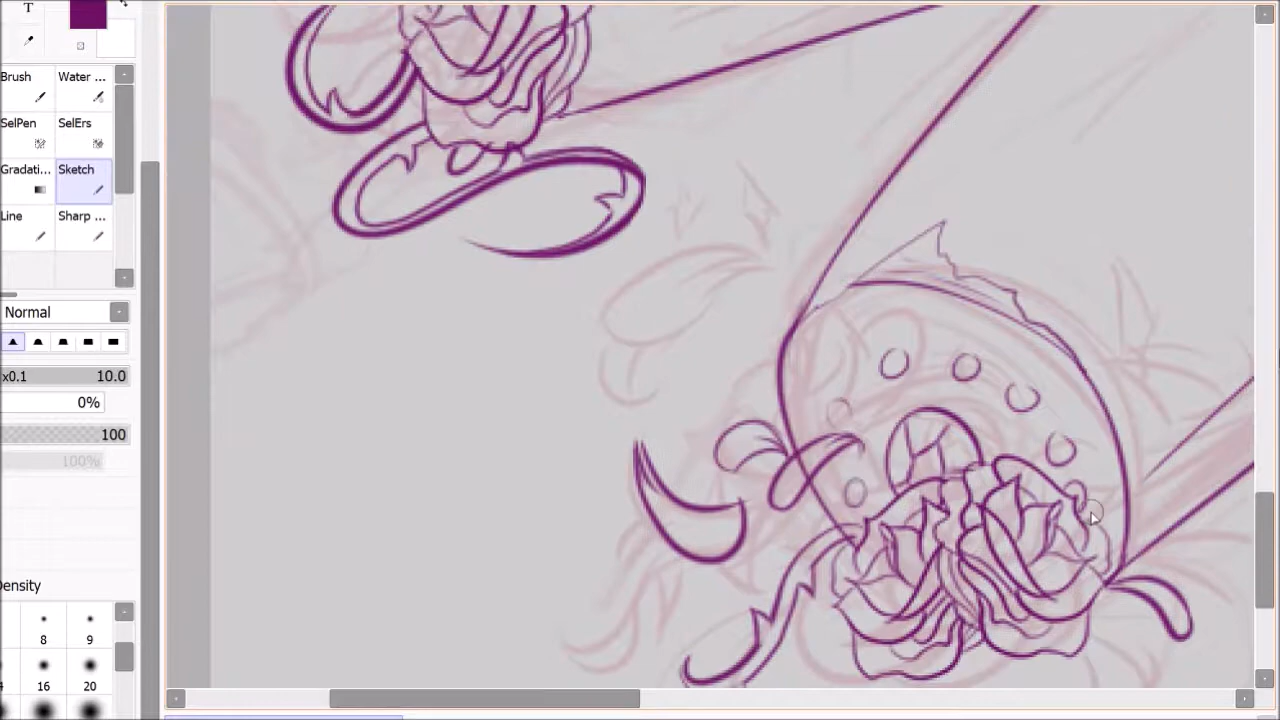 T
Brush Water ...
SelPen SelErs
Gradati... Sketch
Line Sharp ...
Normal
x0.1 10.0
0%
100
100%
Density
8 9
16 20